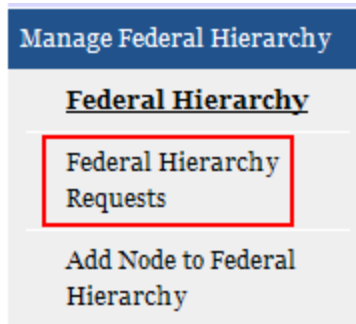 Manage Federal Hierarchy
Federal Hierarchy
Federal Hierarchy
Requests
Add Node to Federal
Hierarchy